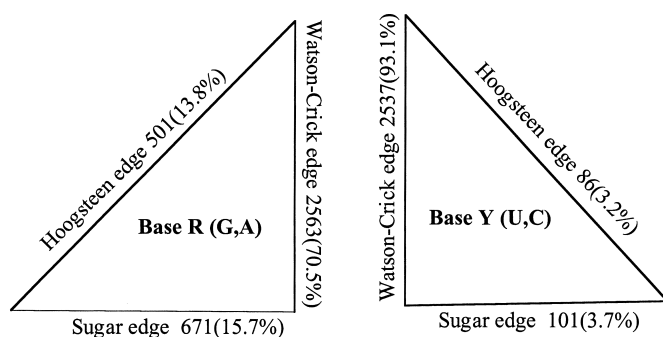 Hoogsteen edge 501(13.8%)
Watson-Crick edge 2563(70.5%)
Base R (G,A)
Sugar edge 671(15.7%)
Watson-Crick edge 2537(93.1%)
Hoogsteen edge 86(3.2%)
Base Y (U,C)
Sugar edge 101(3.7%)